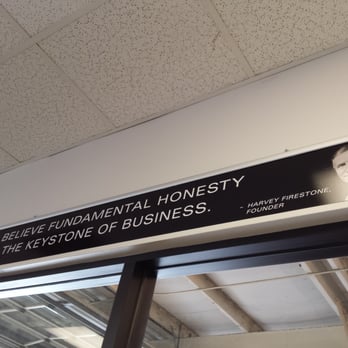 BELIEVE FUNDAMENTAL HONESTY
THE KEYSTONE OF BUSINESS.
~ HARVEY FIRESTONE,
FOUNDER